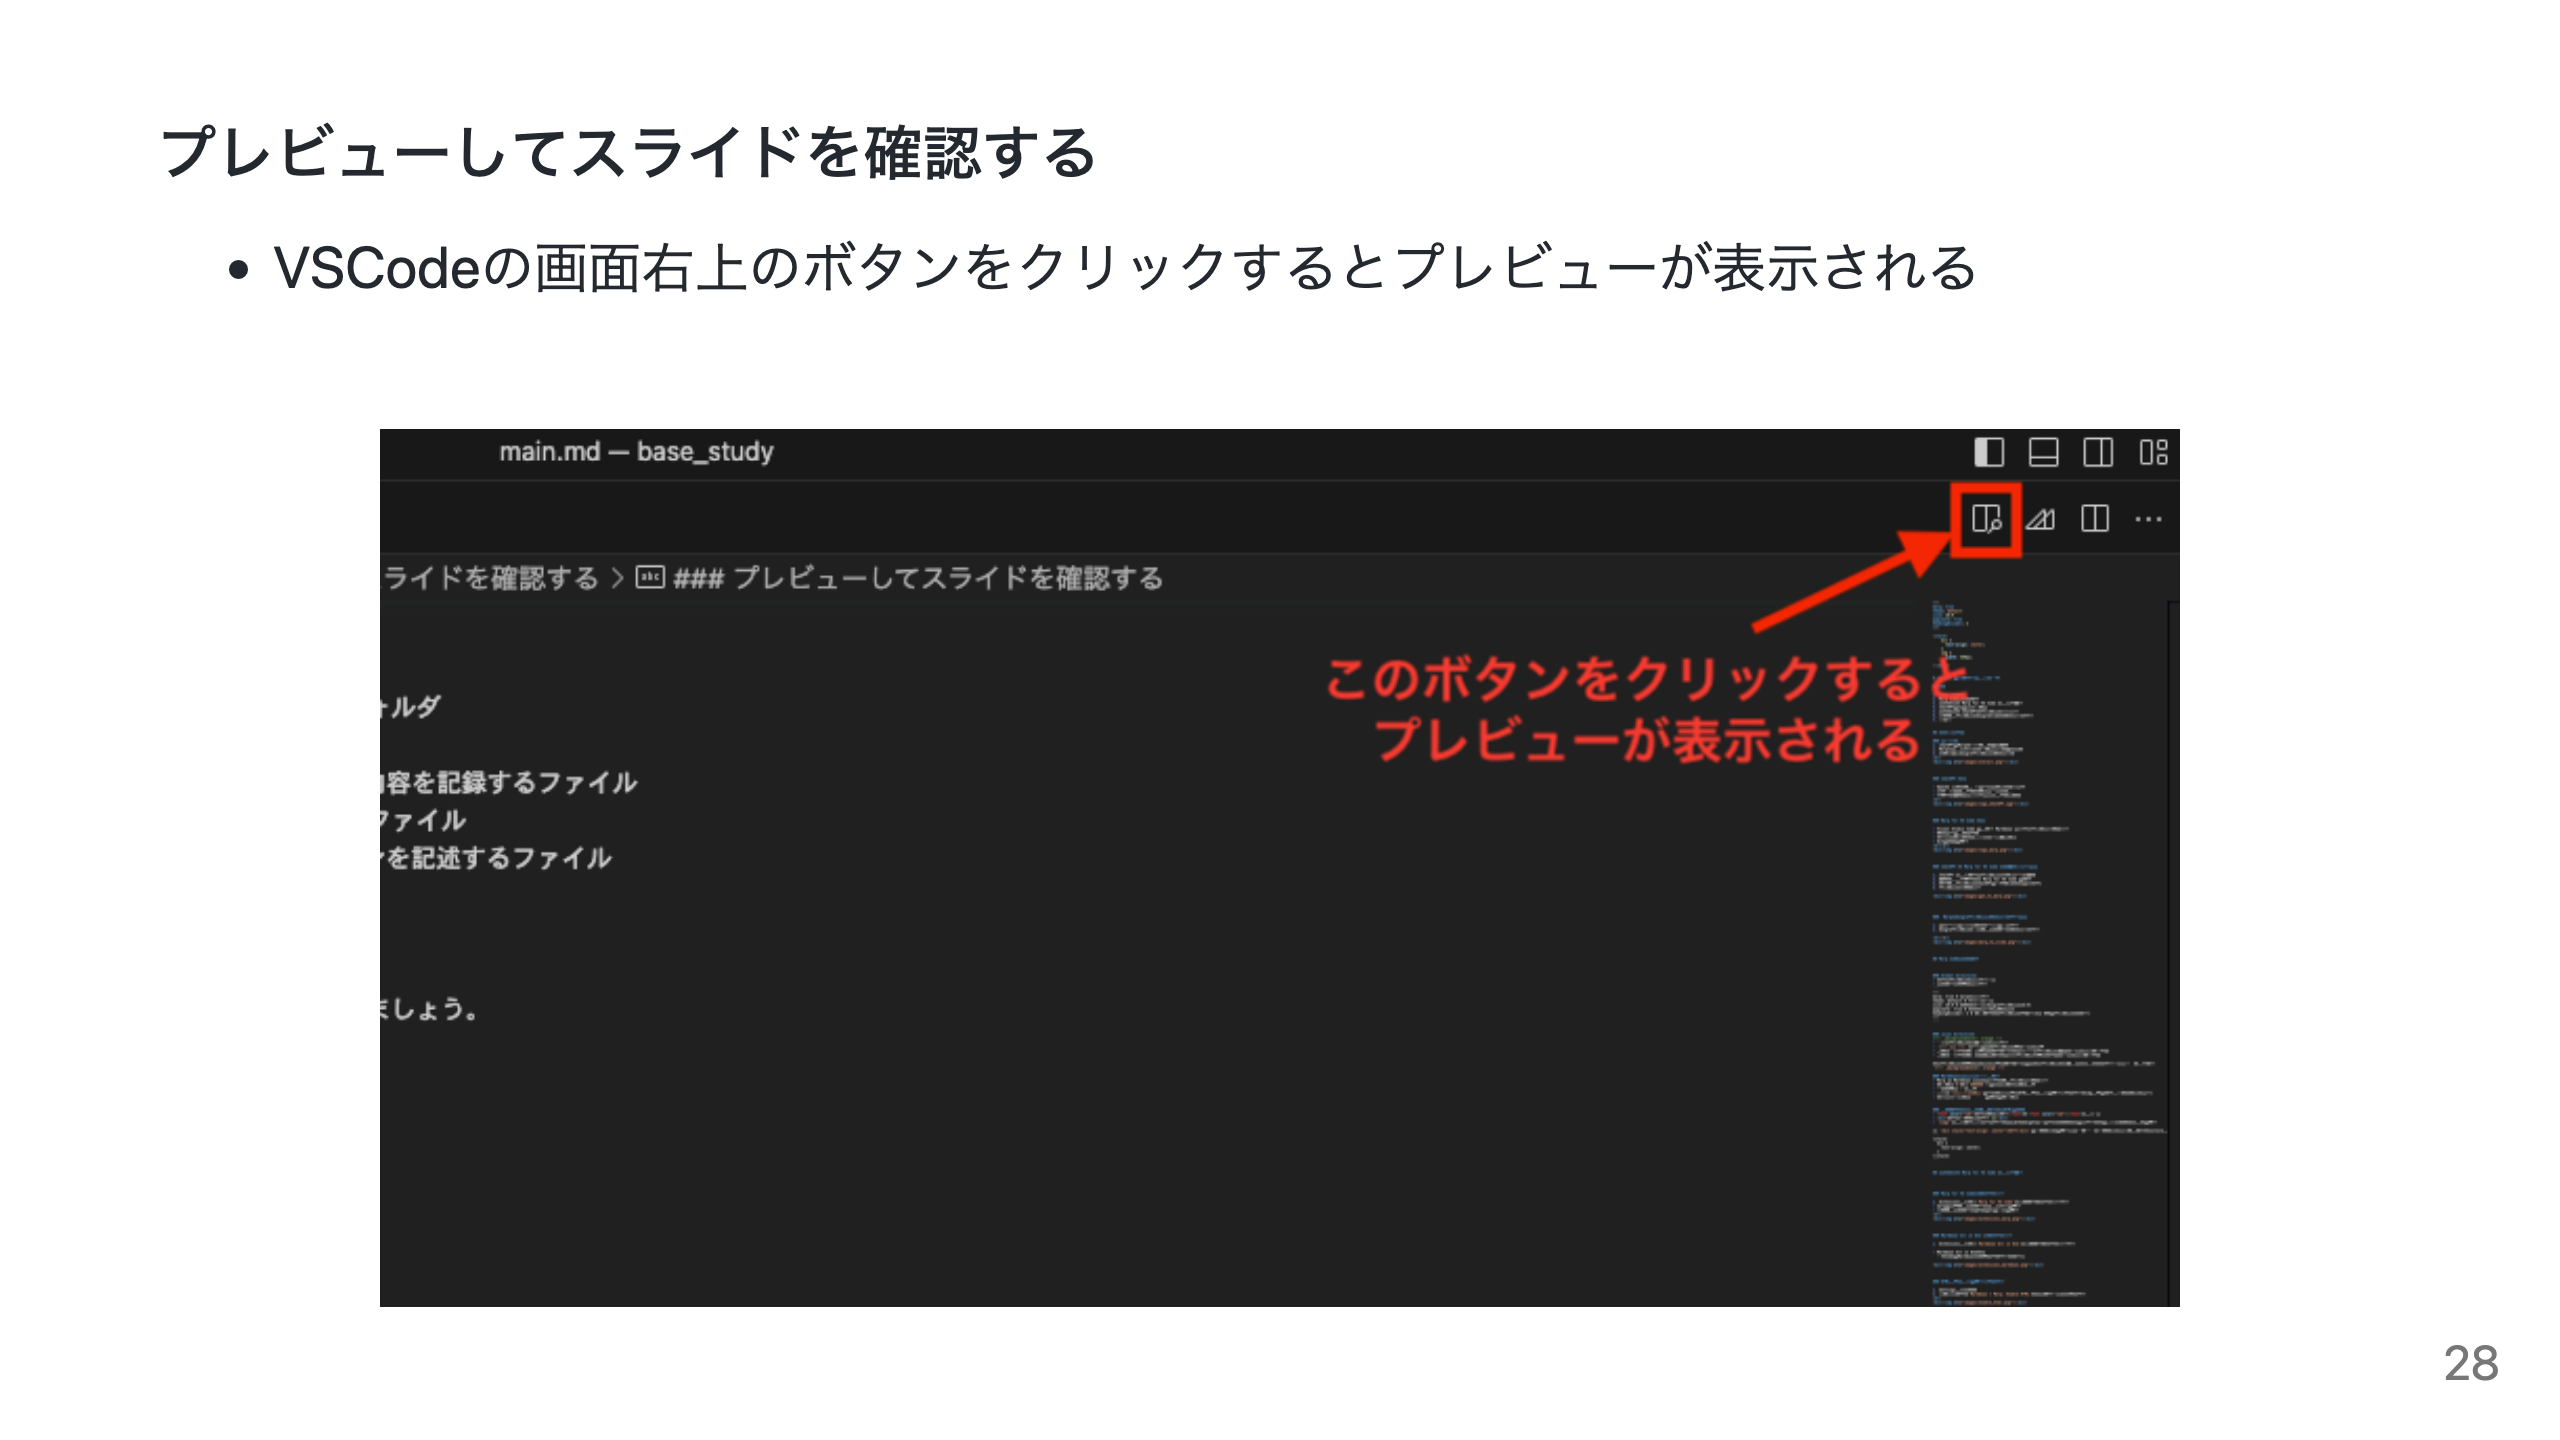 プレビューしてスライドを確認する
• VSCodeの画面右上のボタンをクリックするとプレビューが表示される
main.md — base_study
ライドを確認する > abc ### プレビューしてスライドを確認する
このボタンをクリックすると
プレビューが表示される
ォルダ
内容を記録するファイル
ファイル
を記述するファイル
ましょう。
28